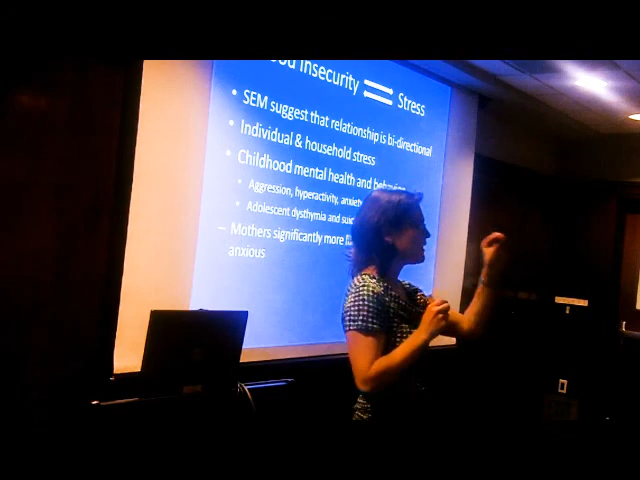 Insecurity ⇌ Stress
• SEM suggest that relationship is bi-directional
• Individual & household stress
• Childhood mental health and
• Aggression, hyperactivity, anxiety
• Adolescent dysthymia and
– Mothers significantly more
anxious